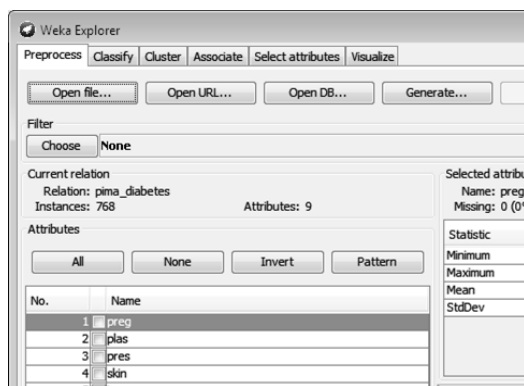 Weka Explorer
Preprocess Classify Cluster Associate Select attributes Visualize
Open file... Open URL... Open DB... Generate...
Filter
Choose None
Current relation
Relation: pima_diabetes
Instances: 768 Attributes: 9
Selected attribu
Name: preg
Missing: 0 (0%
Attributes
All None Invert Pattern
No. Name
1 preg
2 plas
3 pres
4 skin
Statistic
Minimum
Maximum
Mean
StdDev